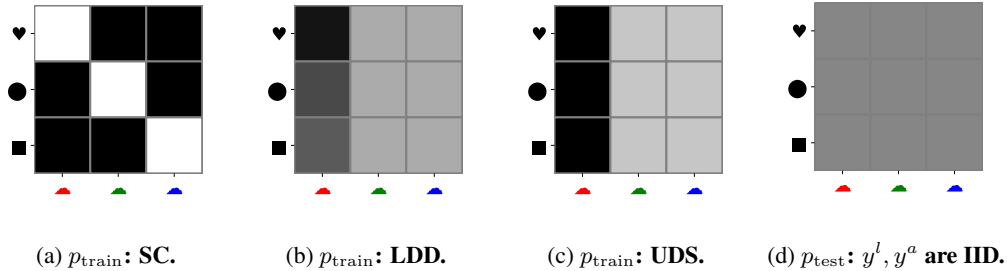 (a) p_train: SC.
(b) p_train: LDD.
(c) p_train: UDS.
(d) p_test: y^l, y^a are IID.